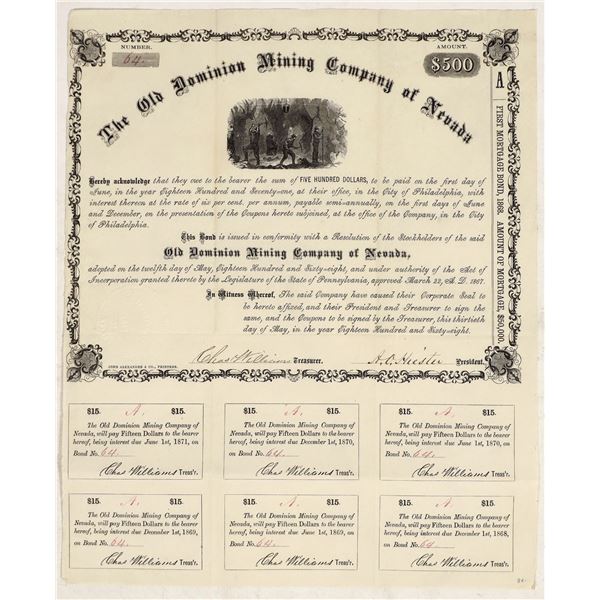 NUMBER.
64.
AMOUNT.
$500
The Old Dominion Mining Company of Nevada
Hereby acknowledge that they owe to the bearer the sum of FIVE HUNDRED DOLLARS, to be paid on the first day of
June, in the year Eighteen Hundred and Seventy-one, at their office, in the City of Philadelphia, with
interest thereon at the rate of six per cent. per annum, payable semi-annually, on the first days of June
and December, on the presentation of the Coupons hereto subjoined, at the office of the Company, in the City
of Philadelphia.
This Bond is issued in conformity with a Resolution of the Stockholders of the said
Old Dominion Mining Company of Nevada,
adopted on the twelfth day of May, Eighteen Hundred and Sixty-eight, and under authority of the Act of
Incorporation granted thereto by the Legislature of the State of Pennsylvania, approved March 22, A. D. 1867.
In Witness Whereof, The said Company have caused their Corporate Seal to
be hereto affixed, and their President and Treasurer to sign the
same, and the Coupons to be signed by the Treasurer, this thirtieth
day of May, in the year Eighteen Hundred and Sixty-eight.
Chas Williams Treasurer.
A. C. Hiester President.
JOHN ALEXANDER & CO., PRINTERS.
A
FIRST MORTGAGE BOND, 1868. AMOUNT OF MORTGAGE, $50,000.
$15. A. $15.
The Old Dominion Mining Company of
Nevada, will pay Fifteen Dollars to the bearer
hereof, being interest due June 1st, 1871, on
Bond No. 64.
Chas Williams Treas'r.
$15. A. $15.
The Old Dominion Mining Company of
Nevada, will pay Fifteen Dollars to the bearer
hereof, being interest due December 1st, 1870,
on Bond No. 64.
Chas Williams Treas'r.
$15. A. $15.
The Old Dominion Mining Company of
Nevada, will pay Fifteen Dollars to the bearer
hereof, being interest due June 1st, 1870, on
Bond No. 64.
Chas Williams Treas'r.
$15. A. $15.
The Old Dominion Mining Company of
Nevada, will pay Fifteen Dollars to the bearer
hereof, being interest due December 1st, 1869,
on Bond No. 64.
Chas Williams Treas'r.
$15. A. $15.
The Old Dominion Mining Company of
Nevada, will pay Fifteen Dollars to the bearer
hereof, being interest due June 1st, 1869, on
Bond No. 64.
Chas Williams Treas'r.
$15. A. $15.
The Old Dominion Mining Company of
Nevada, will pay Fifteen Dollars to the bearer
hereof, being interest due December 1st, 1868,
on Bond No. 64.
Chas Williams Treas'r.